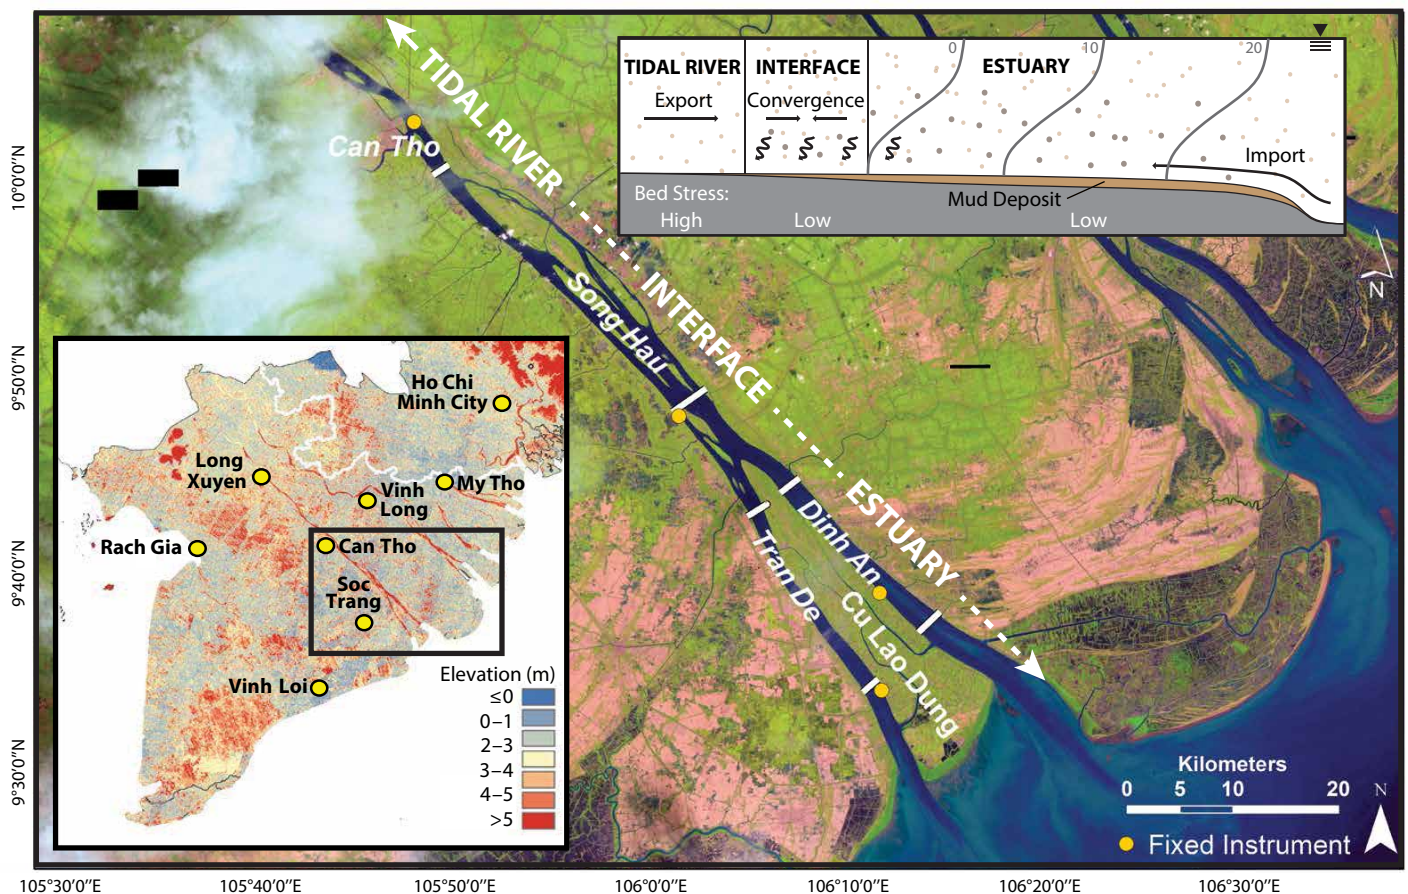 TIDAL RIVER
INTERFACE
ESTUARY
Can Tho
Song Hau
Dinh An
Tran De
Cu Lao Dung
TIDAL RIVER
INTERFACE
ESTUARY
0
10
20
Export
Convergence
Import
Bed Stress:
Mud Deposit
High
Low
Low
N
Ho Chi
Minh City
Long
Xuyen
Vinh
Long
My Tho
Rach Gia
Can Tho
Soc
Trang
Vinh Loi
Elevation (m)
≤0
0–1
2–3
3–4
4–5
>5
Kilometers
0 5 10 20
N
Fixed Instrument
10°0'0"N
9°50'0"N
9°40'0"N
9°30'0"N
105°30'0"E
105°40'0"E
105°50'0"E
106°0'0"E
106°10'0"E
106°20'0"E
106°30'0"E